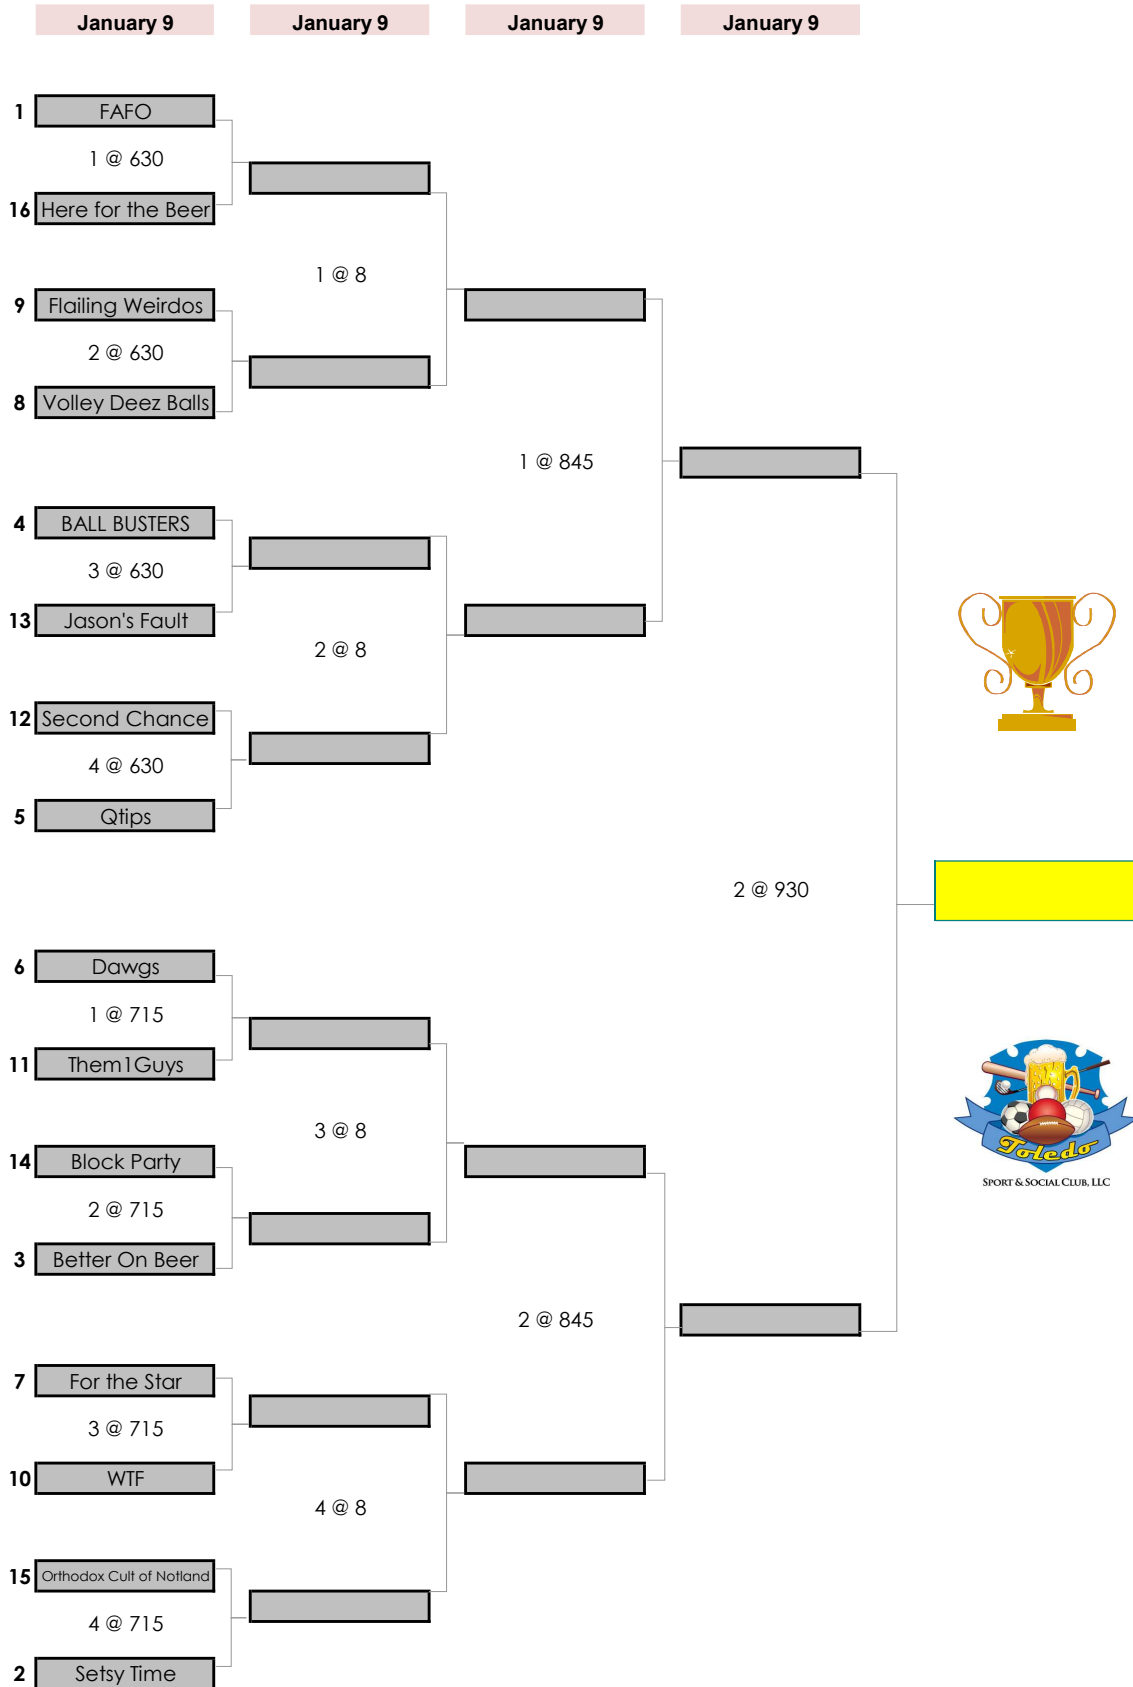 January 9 January 9 January 9 January 9
1 FAFO
1 @ 630
16 Here for the Beer
1 @ 8
9 Flailing Weirdos
2 @ 630
8 Volley Deez Balls
1 @ 845
4 BALL BUSTERS
3 @ 630
13 Jason's Fault
2 @ 8
12 Second Chance
4 @ 630
5 Qtips
2 @ 930
6 Dawgs
1 @ 715
11 Them1Guys
3 @ 8
14 Block Party
2 @ 715
3 Better On Beer
Toledo
SPORT & SOCIAL CLUB, LLC
2 @ 845
7 For the Star
3 @ 715
10 WTF
4 @ 8
15 Orthodox Cult of Notland
4 @ 715
2 Setsy Time